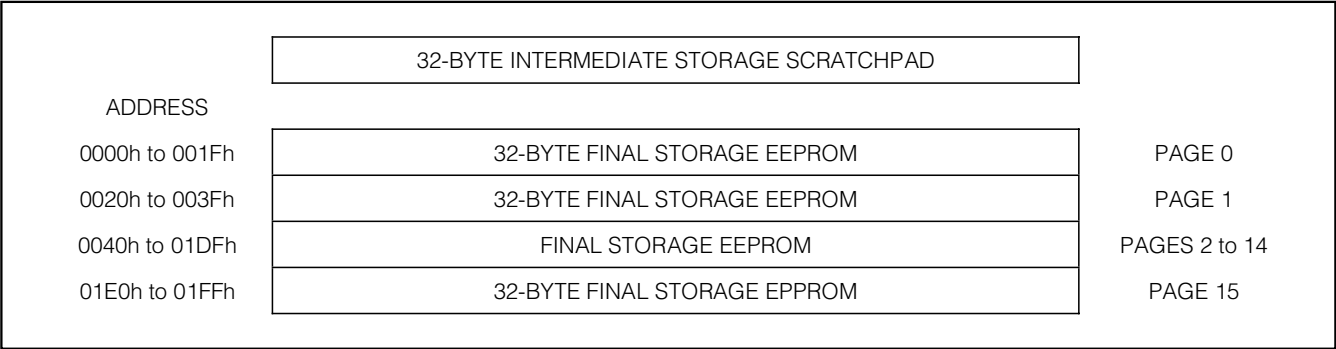 32-BYTE INTERMEDIATE STORAGE SCRATCHPAD
ADDRESS
0000h to 001Fh 32-BYTE FINAL STORAGE EEPROM PAGE 0
0020h to 003Fh 32-BYTE FINAL STORAGE EEPROM PAGE 1
0040h to 01DFh FINAL STORAGE EEPROM PAGES 2 to 14
01E0h to 01FFh 32-BYTE FINAL STORAGE EPPROM PAGE 15